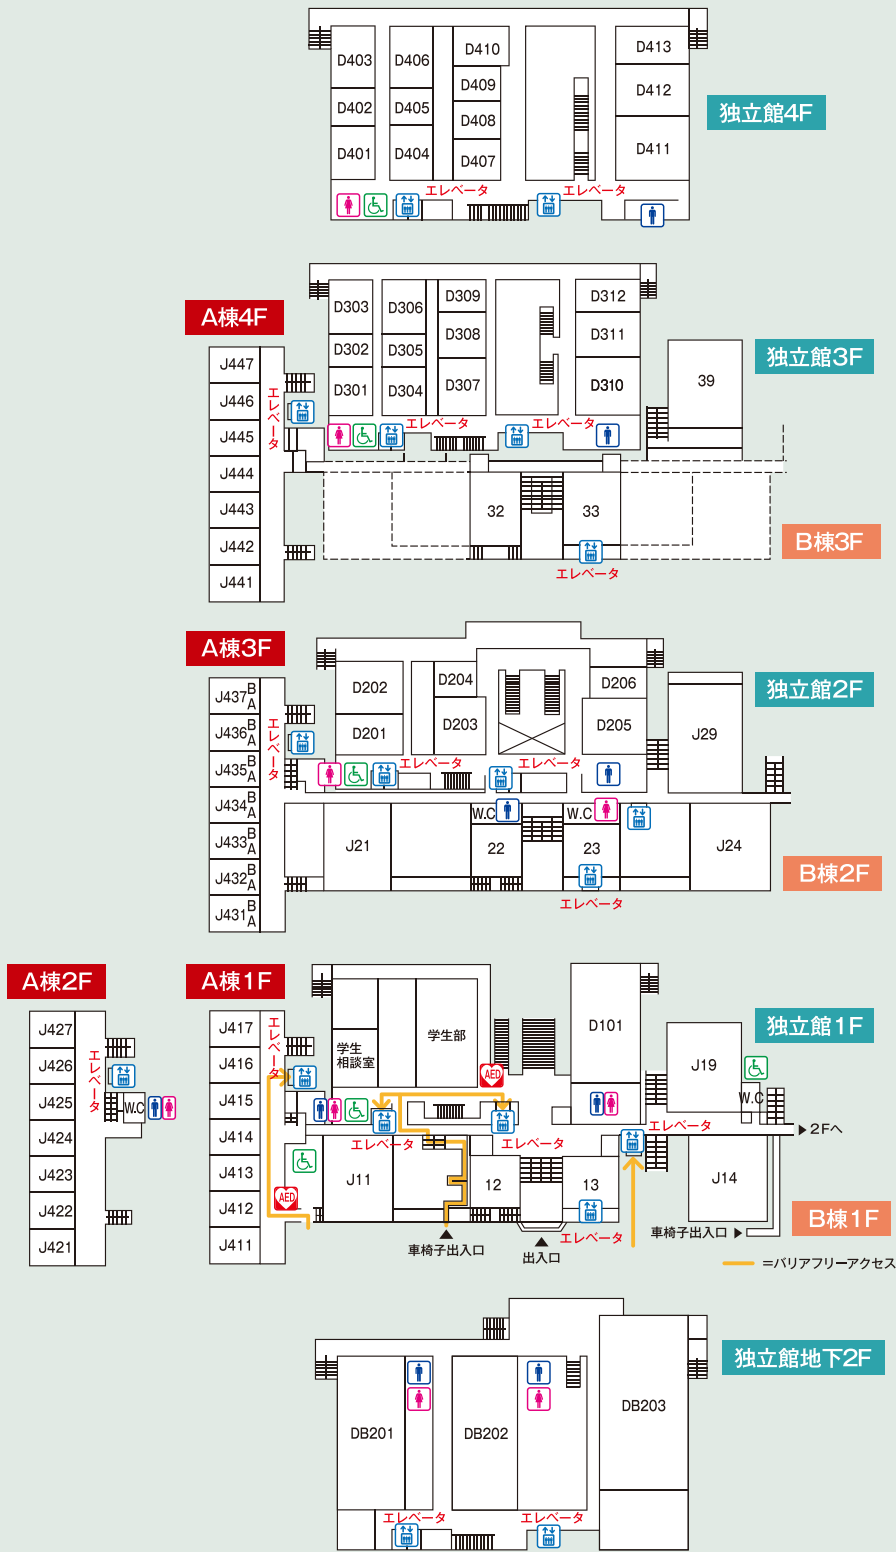 D403
D406
D410
D413
D409
D402
D405
D408
D412
D401
D404
D407
D411
独立館4F
エレベータ
エレベータ
A棟4F
D303
D306
D309
D312
D302
D305
D308
D311
D301
D304
D307
D310
独立館3F
39
エレベータ
エレベータ
J447
J446
J445
J444
J443
J442
J441
エレベータ
32
33
エレベータ
B棟3F
A棟3F
D202
D204
D206
D201
D203
D205
独立館2F
J29
エレベータ
エレベータ
J437 B A
J436 B A
J435 B A
J434 B A
J433 B A
J432 B A
J431 B A
エレベータ
W.C
W.C
J21
22
23
J24
エレベータ
B棟2F
A棟2F
J427
J426
J425
J424
J423
J422
J421
エレベータ
W.C
A棟1F
J417
J416
J415
J414
J413
J412
J411
エレベータ
学生
相談室
学生部
D101
独立館1F
AED
J19
W.C
エレベータ
エレベータ
エレベータ
2Fへ
AED
J11
12
13
J14
B棟1F
エレベータ
車椅子出入口
出入口
車椅子出入口
=バリアフリーアクセス
独立館地下2F
DB201
DB202
DB203
エレベータ
エレベータ